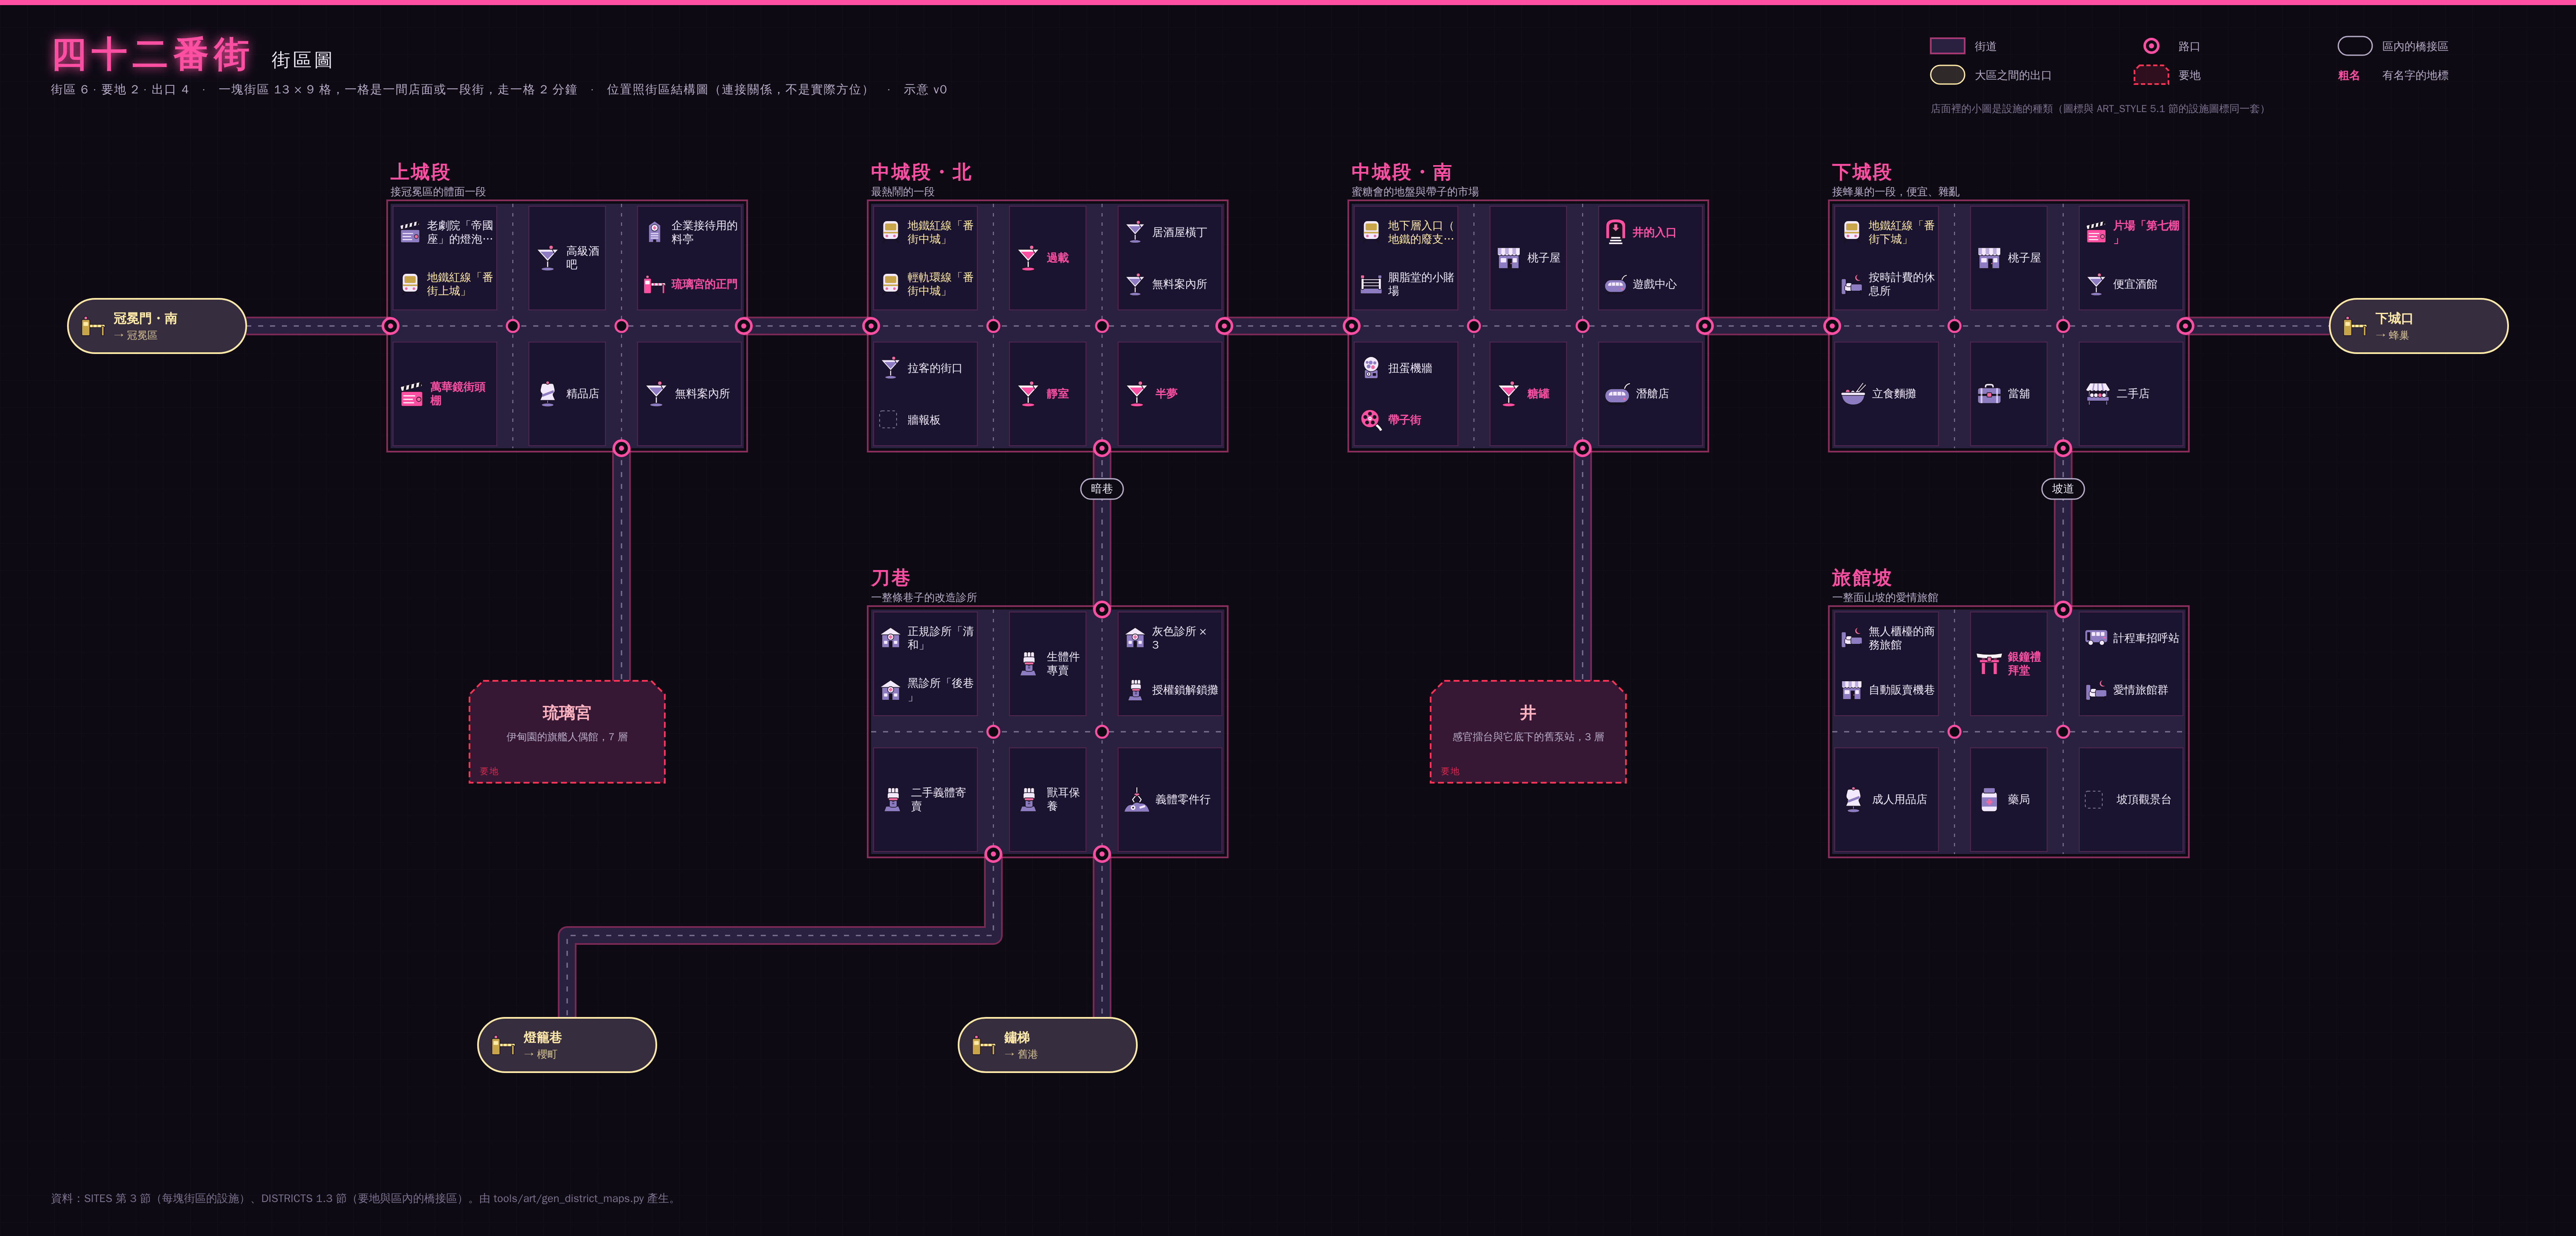 四十二番街 街區圖
街區 6 · 要地 2 · 出口 4 · 一塊街區 13 × 9 格，一格是一間店面或一段街，走一格 2 分鐘 · 位置照街區結構圖（連接關係，不是實際方位） · 示意 v0
街道
路口
區內的橋接區
大區之間的出口
要地
粗名 有名字的地標
店面裡的小圖是設施的種類（圖標與 ART_STYLE 5.1 節的設施圖標同一套）
冠冕門・南
→ 冠冕區
上城段
接冠冕區的體面一段
老劇院「帝國
座」的燈泡…
地鐵紅線「番
街上城」
高級酒
吧
企業接待用的
料亭
琉璃宮的正門
萬華鏡街頭
棚
精品店
無料案內所
中城段・北
最熱鬧的一段
地鐵紅線「番
街中城」
輕軌環線「番
街中城」
過載
居酒屋橫丁
無料案內所
拉客的街口
牆報板
靜室
半夢
中城段・南
蜜糖會的地盤與帶子的市場
地下層入口（
地鐵的廢支…
胭脂堂的小賭
場
桃子屋
井的入口
遊戲中心
扭蛋機牆
帶子街
糖罐
潛艙店
下城段
接蜂巢的一段，便宜、雜亂
地鐵紅線「番
街下城」
按時計費的休
息所
桃子屋
片場「第七棚
」
便宜酒館
立食麵攤
當舖
二手店
下城口
→ 蜂巢
暗巷
坡道
刀巷
一整條巷子的改造診所
正規診所「清
和」
黑診所「後巷
」
生體件
專賣
灰色診所 ×
3
授權鎖解鎖攤
二手義體寄
賣
獸耳保
養
義體零件行
旅館坡
一整面山坡的愛情旅館
無人櫃檯的商
務旅館
自動販賣機巷
銀鐘禮
拜堂
計程車招呼站
愛情旅館群
成人用品店
藥局
坡頂觀景台
琉璃宮
伊甸園的旗艦人偶館，7 層
要地
井
感官擂台與它底下的舊泵站，3 層
要地
燈籠巷
→ 櫻町
鏽梯
→ 舊港
資料：SITES 第 3 節（每塊街區的設施）、DISTRICTS 1.3 節（要地與區內的橋接區）。由 tools/art/gen_district_maps.py 產生。